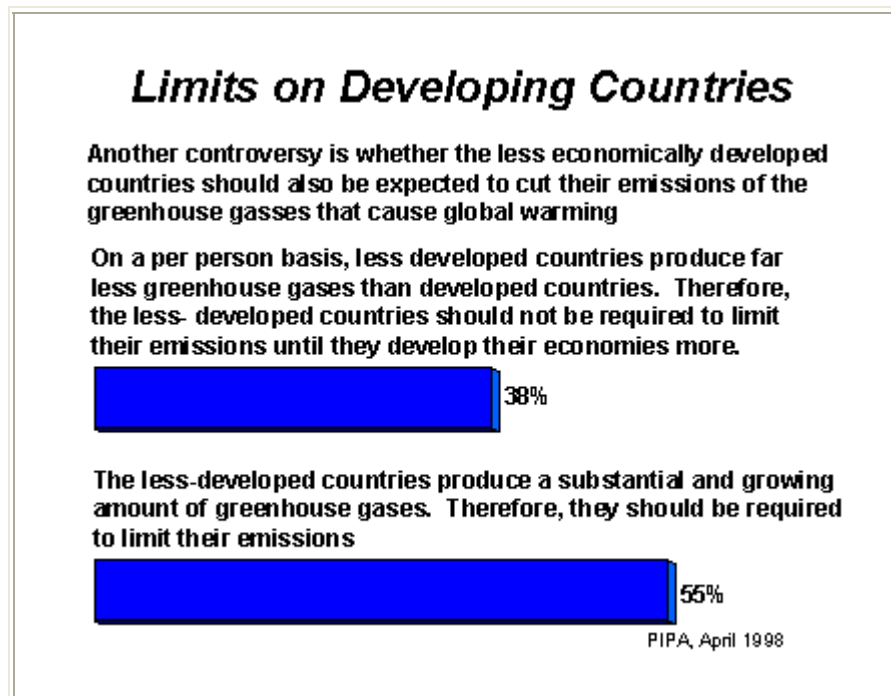 Limits on Developing Countries
Another controversy is whether the less economically developed
countries should also be expected to cut their emissions of the
greenhouse gasses that cause global warming
On a per person basis, less developed countries produce far
less greenhouse gases than developed countries.  Therefore,
the less- developed countries should not be required to limit
their emissions until they develop their economies more.
38%
The less-developed countries produce a substantial and growing
amount of greenhouse gases.  Therefore, they should be required
to limit their emissions
55%
PIPA, April 1998